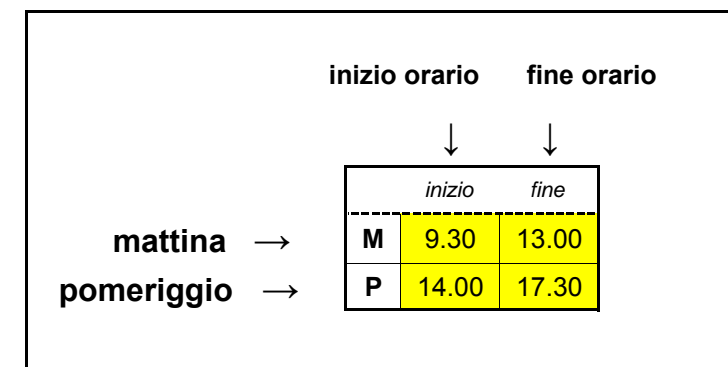 inizio orario fine orario
↓ ↓
inizio fine
mattina → M 9.30 13.00
pomeriggio → P 14.00 17.30